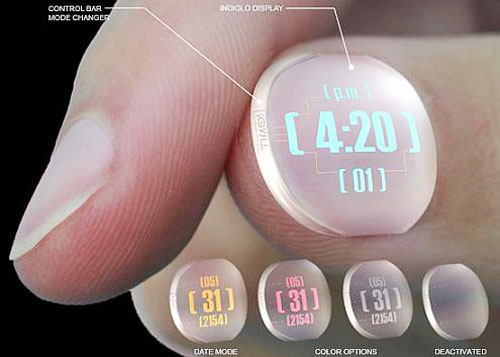 CONTROL BAR
MODE CHANGER
INDIGLO DISPLAY
[ p.m. ]
[ 4:20 ]
[ 01 ]
(05)
[ 31 ]
(2154)
(05)
[ 31 ]
(2154)
(05)
[ 31 ]
(2154)
DATE MODE
COLOR OPTIONS
DEACTIVATED